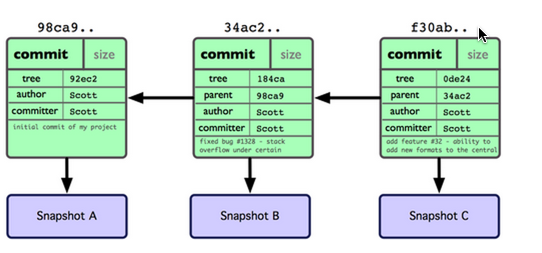 98ca9..
commit size
tree 92ec2
author Scott
committer Scott
initial commit of my project
Snapshot A
34ac2..
commit size
tree 184ca
parent 98ca9
author Scott
committer Scott
fixed bug #1328 - stack
overflow under certain
Snapshot B
f30ab..
commit size
tree 0de24
parent 34ac2
author Scott
committer Scott
add feature #32 - ability to
add new formats to the central
Snapshot C